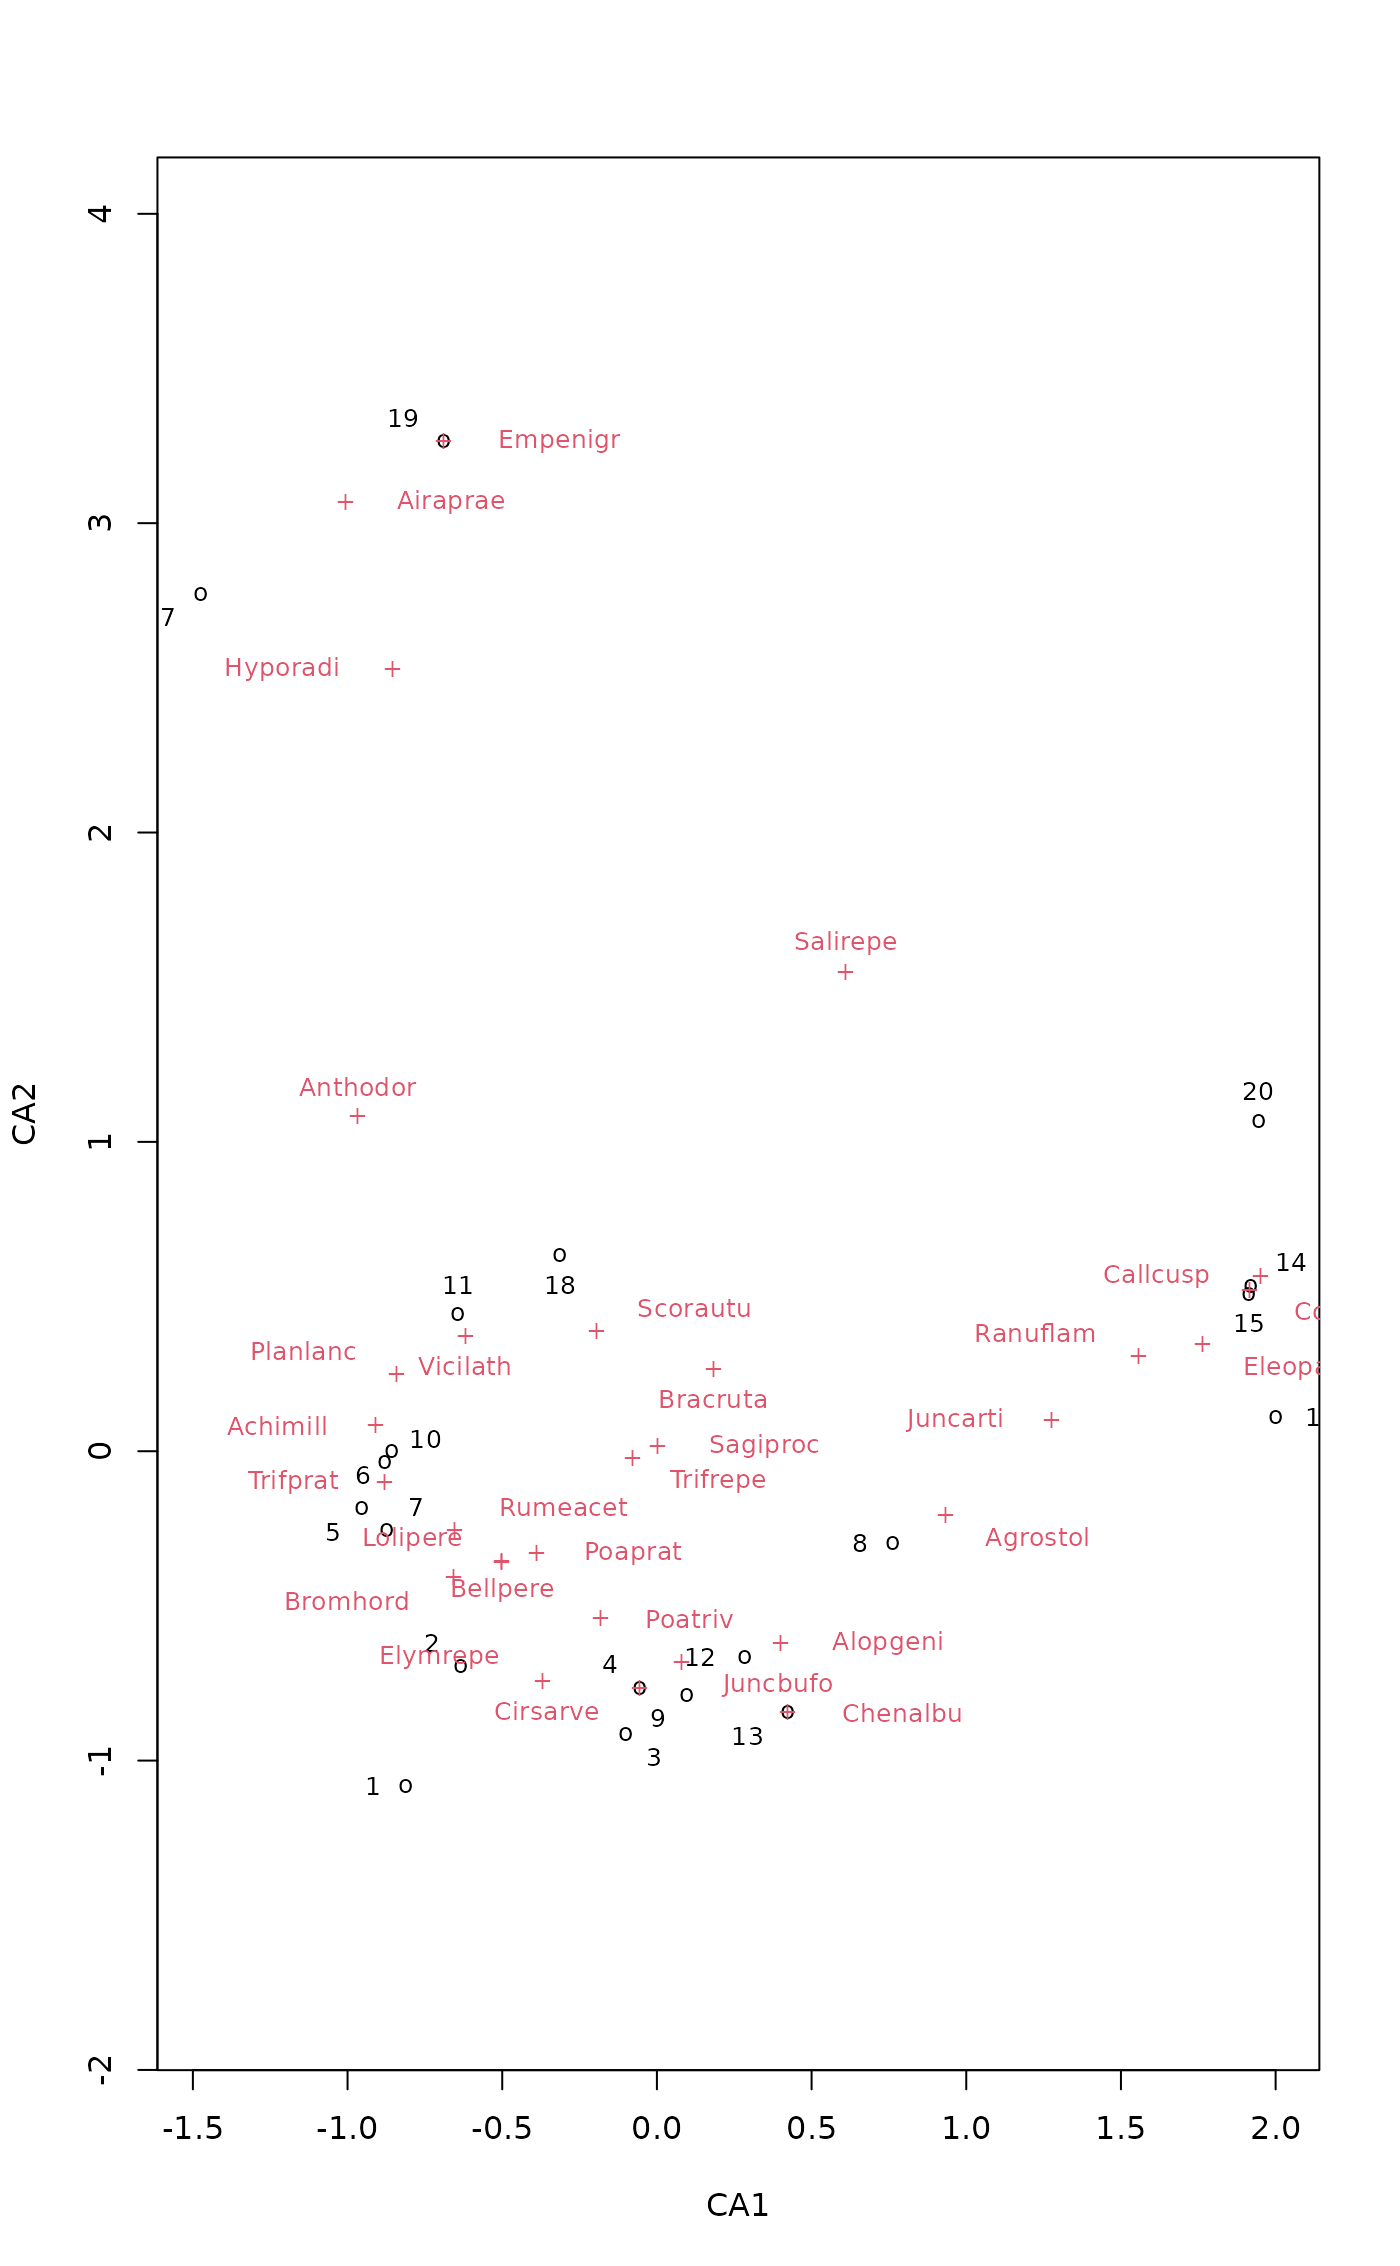 4
19
Empenigr
Airaprae
3
7
Hyporadi
2
Salirepe
Anthodor
20
CA2
1
14
Callcusp
11
18
Scorautu
Co
15
Ranuflam
Planlanc
Vicilath
Eleopa
Bracruta
Juncarti
1
Achimill
10
Sagiproc
0
6
Trifprat
Trifrepe
7
Rumeacet
5
Lolipere
8
Agrostol
Poaprat
Bellpere
Bromhord
Poatriv
2
Alopgeni
Elymrepe
4
12
Juncbufo
Cirsarve
9
Chenalbu
13
3
-1
1
-2
-1.5 -1.0 -0.5 0.0 0.5 1.0 1.5 2.0
CA1